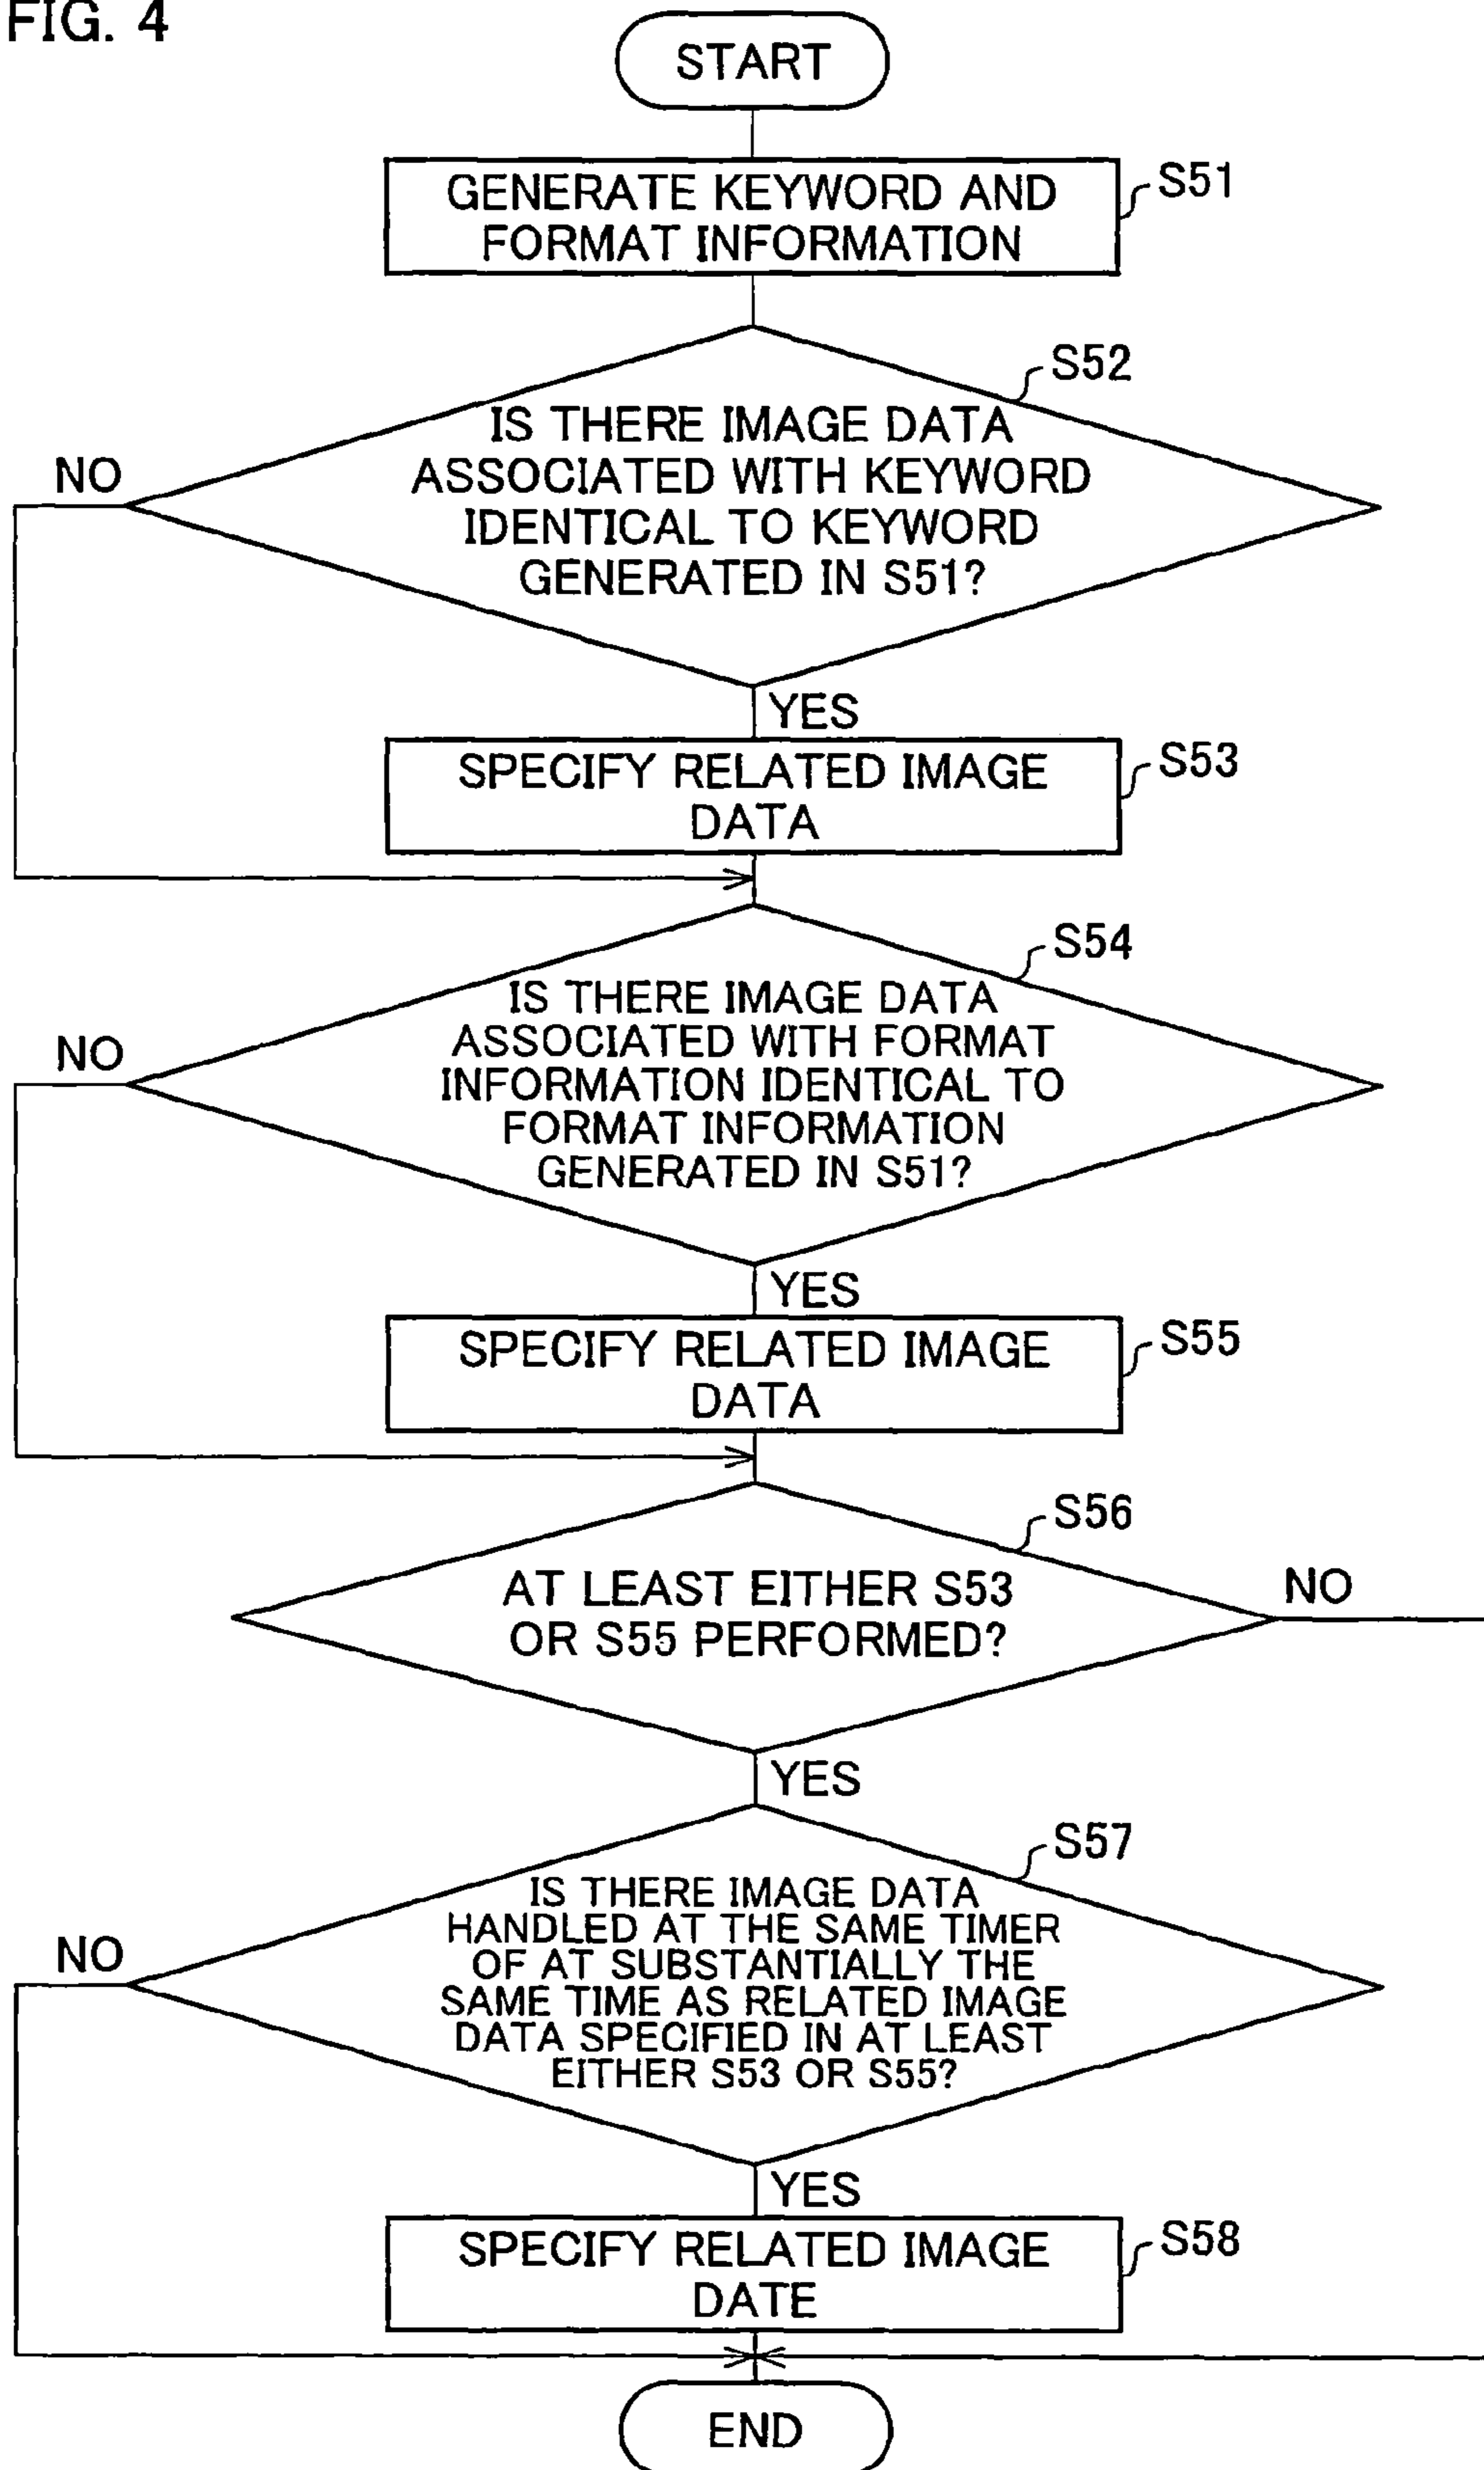 FIG. 4
START
GENERATE KEYWORD AND
FORMAT INFORMATION
S51
S52
IS THERE IMAGE DATA
ASSOCIATED WITH KEYWORD
IDENTICAL TO KEYWORD
GENERATED IN S51?
NO
YES
SPECIFY RELATED IMAGE
DATA
S53
S54
IS THERE IMAGE DATA
ASSOCIATED WITH FORMAT
INFORMATION IDENTICAL TO
FORMAT INFORMATION
GENERATED IN S51?
NO
YES
SPECIFY RELATED IMAGE
DATA
S55
S56
AT LEAST EITHER S53
OR S55 PERFORMED?
NO
YES
S57
IS THERE IMAGE DATA
HANDLED AT THE SAME TIMER
OF AT SUBSTANTIALLY THE
SAME TIME AS RELATED IMAGE
DATA SPECIFIED IN AT LEAST
EITHER S53 OR S55?
NO
YES
SPECIFY RELATED IMAGE
DATE
S58
END